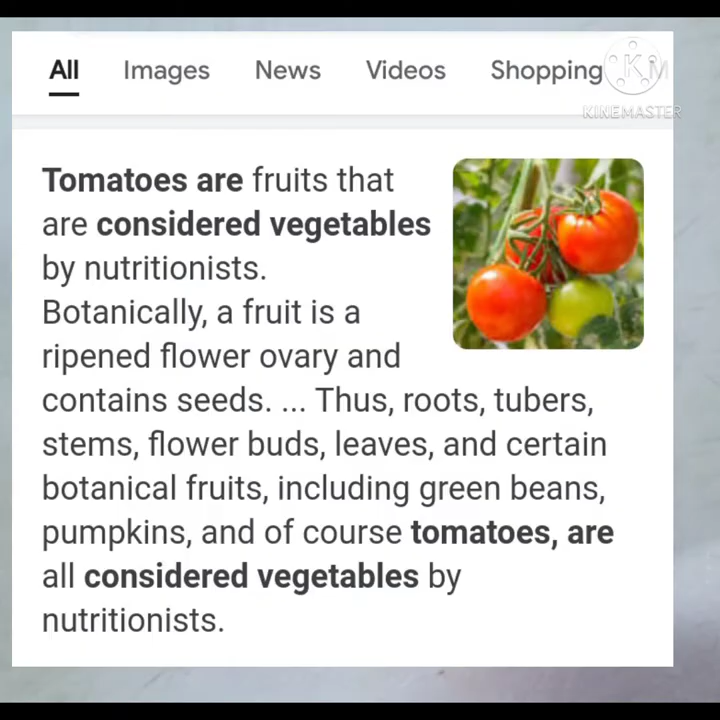 All Images News Videos Shopping M
KINEMASTER
Tomatoes are fruits that
are considered vegetables
by nutritionists.
Botanically, a fruit is a
ripened flower ovary and
contains seeds. ... Thus, roots, tubers,
stems, flower buds, leaves, and certain
botanical fruits, including green beans,
pumpkins, and of course tomatoes, are
all considered vegetables by
nutritionists.